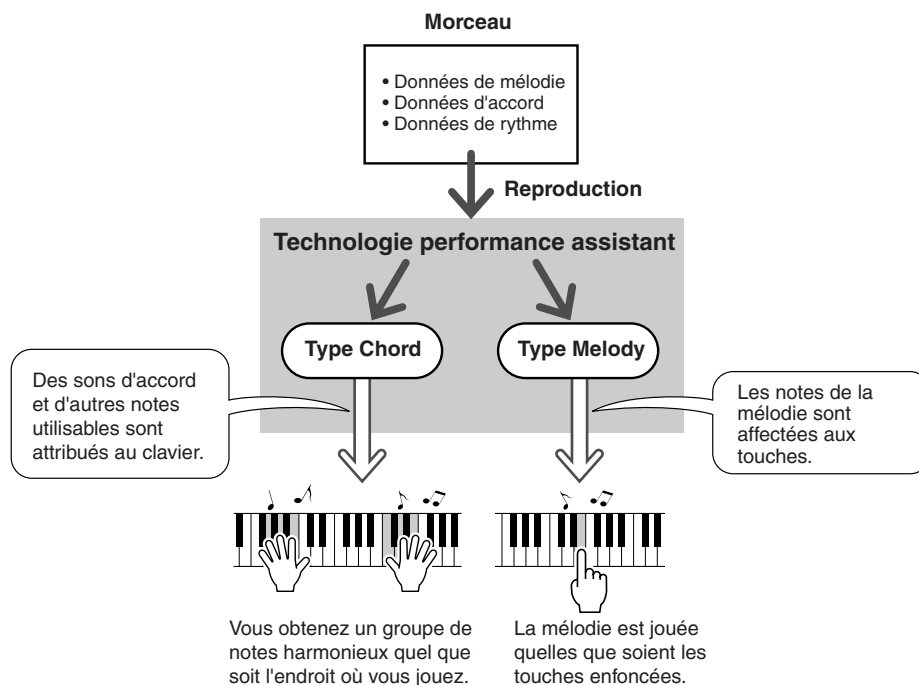 Morceau
• Données de mélodie
• Données d'accord
• Données de rythme
Reproduction
Technologie performance assistant
Type Chord
Type Melody
Des sons d'accord
et d'autres notes
utilisables sont
attribués au clavier.
Les notes de la
mélodie sont
affectées aux
touches.
Vous obtenez un groupe de
notes harmonieux quel que
soit l'endroit où vous jouez.
La mélodie est jouée
quelles que soient les
touches enfoncées.